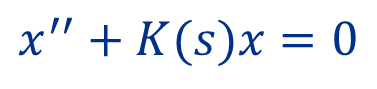 x′′ + K(s)x = 0